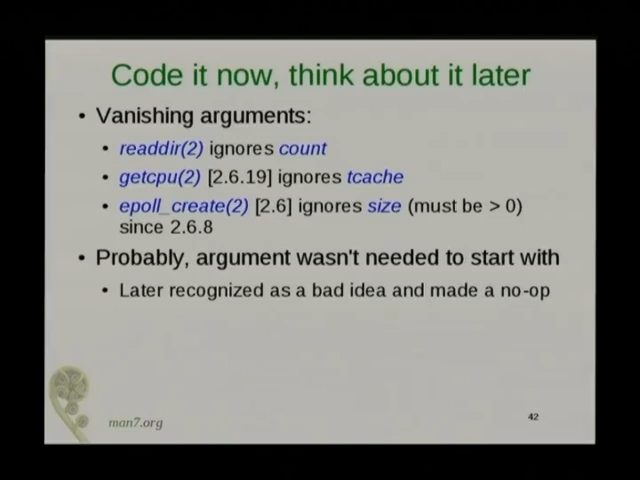 Code it now, think about it later
• Vanishing arguments:
• readdir(2) ignores count
• getcpu(2) [2.6.19] ignores tcache
• epoll_create(2) [2.6] ignores size (must be > 0)
since 2.6.8
• Probably, argument wasn't needed to start with
• Later recognized as a bad idea and made a no-op
man7.org
42